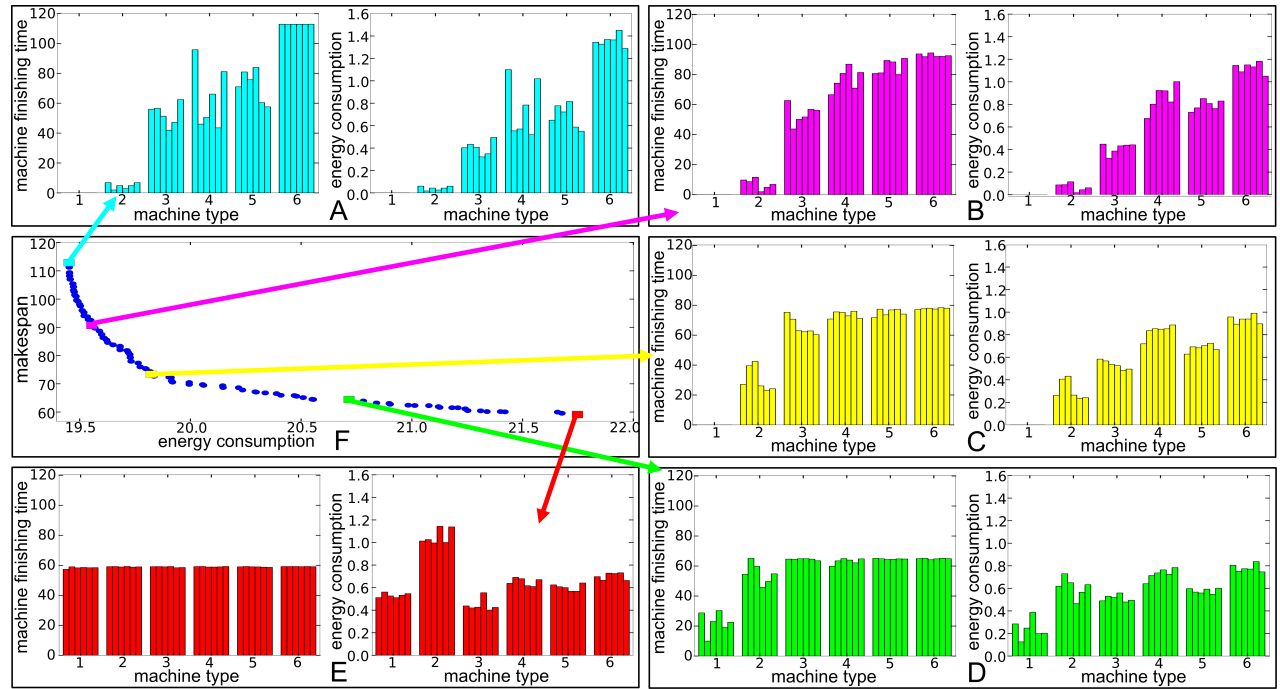 machine finishing time
120
100
80
60
40
20
0
1 2 3 4 5 6
machine type
A
energy consumption
1.6
1.4
1.2
1.0
0.8
0.6
0.4
0.2
0.0
1 2 3 4 5 6
machine type
machine finishing time
120
100
80
60
40
20
0
1 2 3 4 5 6
machine type
B
energy consumption
1.6
1.4
1.2
1.0
0.8
0.6
0.4
0.2
0.0
1 2 3 4 5 6
machine type
makespan
120
110
100
90
80
70
60
19.5 20.0 20.5 21.0 21.5 22.0
energy consumption
F
machine finishing time
120
100
80
60
40
20
0
1 2 3 4 5 6
machine type
C
energy consumption
1.6
1.4
1.2
1.0
0.8
0.6
0.4
0.2
0.0
1 2 3 4 5 6
machine type
machine finishing time
120
100
80
60
40
20
0
1 2 3 4 5 6
machine type
E
energy consumption
1.6
1.4
1.2
1.0
0.8
0.6
0.4
0.2
0.0
1 2 3 4 5 6
machine type
machine finishing time
120
100
80
60
40
20
0
1 2 3 4 5 6
machine type
D
energy consumption
1.6
1.4
1.2
1.0
0.8
0.6
0.4
0.2
0.0
1 2 3 4 5 6
machine type